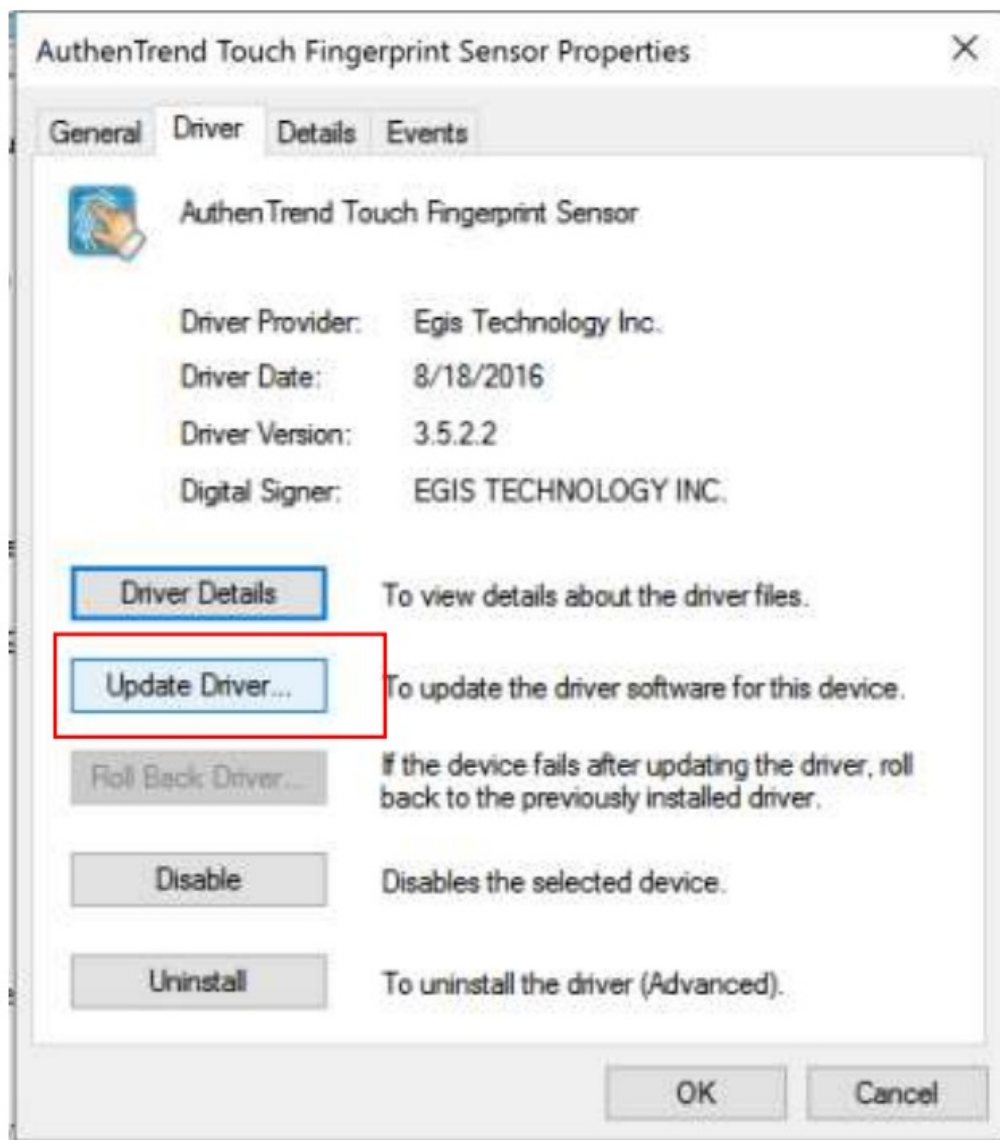 AuthenTrend Touch Fingerprint Sensor Properties
General Driver Details Events
AuthenTrend Touch Fingerprint Sensor
Driver Provider: Egis Technology Inc.
Driver Date: 8/18/2016
Driver Version: 3.5.2.2
Digital Signer: EGIS TECHNOLOGY INC.
Driver Details To view details about the driver files.
Update Driver... To update the driver software for this device.
Roll Back Driver... If the device fails after updating the driver, roll
back to the previously installed driver.
Disable Disables the selected device.
Uninstall To uninstall the driver (Advanced).
OK Cancel